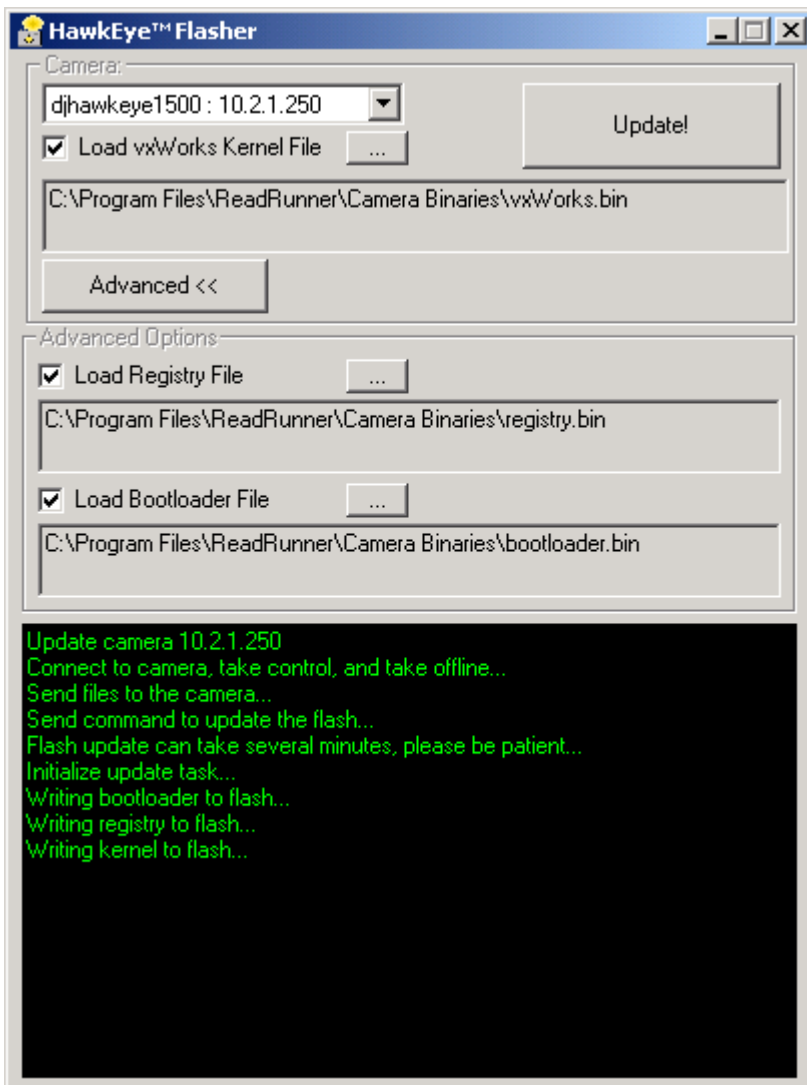 HawkEye™ Flasher
Camera:
djhawkeye1500 : 10.2.1.250
Update!
Load vxWorks Kernel File ...
C:\Program Files\ReadRunner\Camera Binaries\vxWorks.bin
Advanced <<
Advanced Options
Load Registry File ...
C:\Program Files\ReadRunner\Camera Binaries\registry.bin
Load Bootloader File ...
C:\Program Files\ReadRunner\Camera Binaries\bootloader.bin
Update camera 10.2.1.250
Connect to camera, take control, and take offline...
Send files to the camera...
Send command to update the flash...
Flash update can take several minutes, please be patient...
Initialize update task...
Writing bootloader to flash...
Writing registry to flash...
Writing kernel to flash...